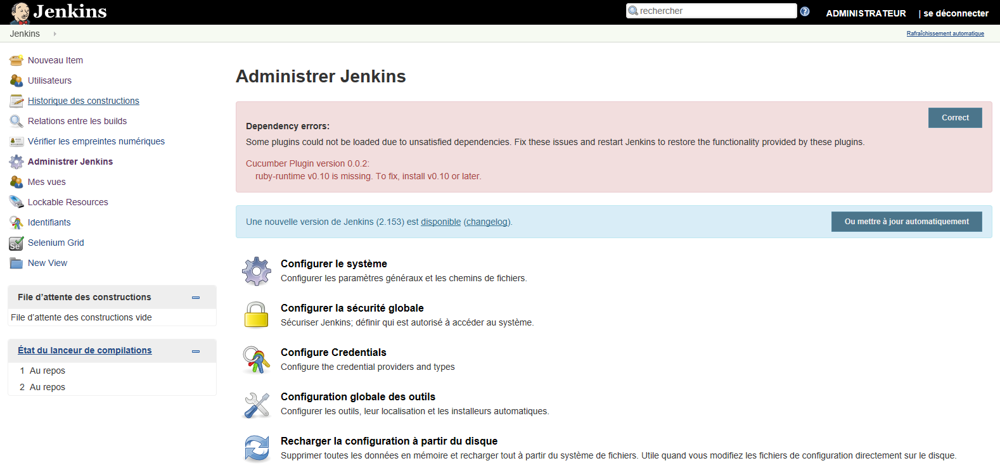 Jenkins
rechercher
ADMINISTRATEUR | se déconnecter
Jenkins
Rafraîchissement automatique
Nouveau Item
Utilisateurs
Historique des constructions
Relations entre les builds
Vérifier les empreintes numériques
Administrer Jenkins
Mes vues
Lockable Resources
Identifiants
Se
Selenium Grid
New View
File d'attente des constructions
File d'attente des constructions vide
État du lanceur de compilations
1 Au repos
2 Au repos
Administrer Jenkins
Correct
Dependency errors:
Some plugins could not be loaded due to unsatisfied dependencies. Fix these issues and restart Jenkins to restore the functionality provided by these plugins.
Cucumber Plugin version 0.0.2:
ruby-runtime v0.10 is missing. To fix, install v0.10 or later.
Une nouvelle version de Jenkins (2.153) est disponible (changelog).
Ou mettre à jour automatiquement
Configurer le système
Configurer les paramètres généraux et les chemins de fichiers.
Configurer la sécurité globale
Sécuriser Jenkins; définir qui est autorisé à accéder au système.
Configure Credentials
Configure the credential providers and types
Configuration globale des outils
Configurer les outils, leur localisation et les installeurs automatiques.
Recharger la configuration à partir du disque
Supprimer toutes les données en mémoire et recharger tout à partir du système de fichiers. Utile quand vous modifiez les fichiers de configuration directement sur le disque.